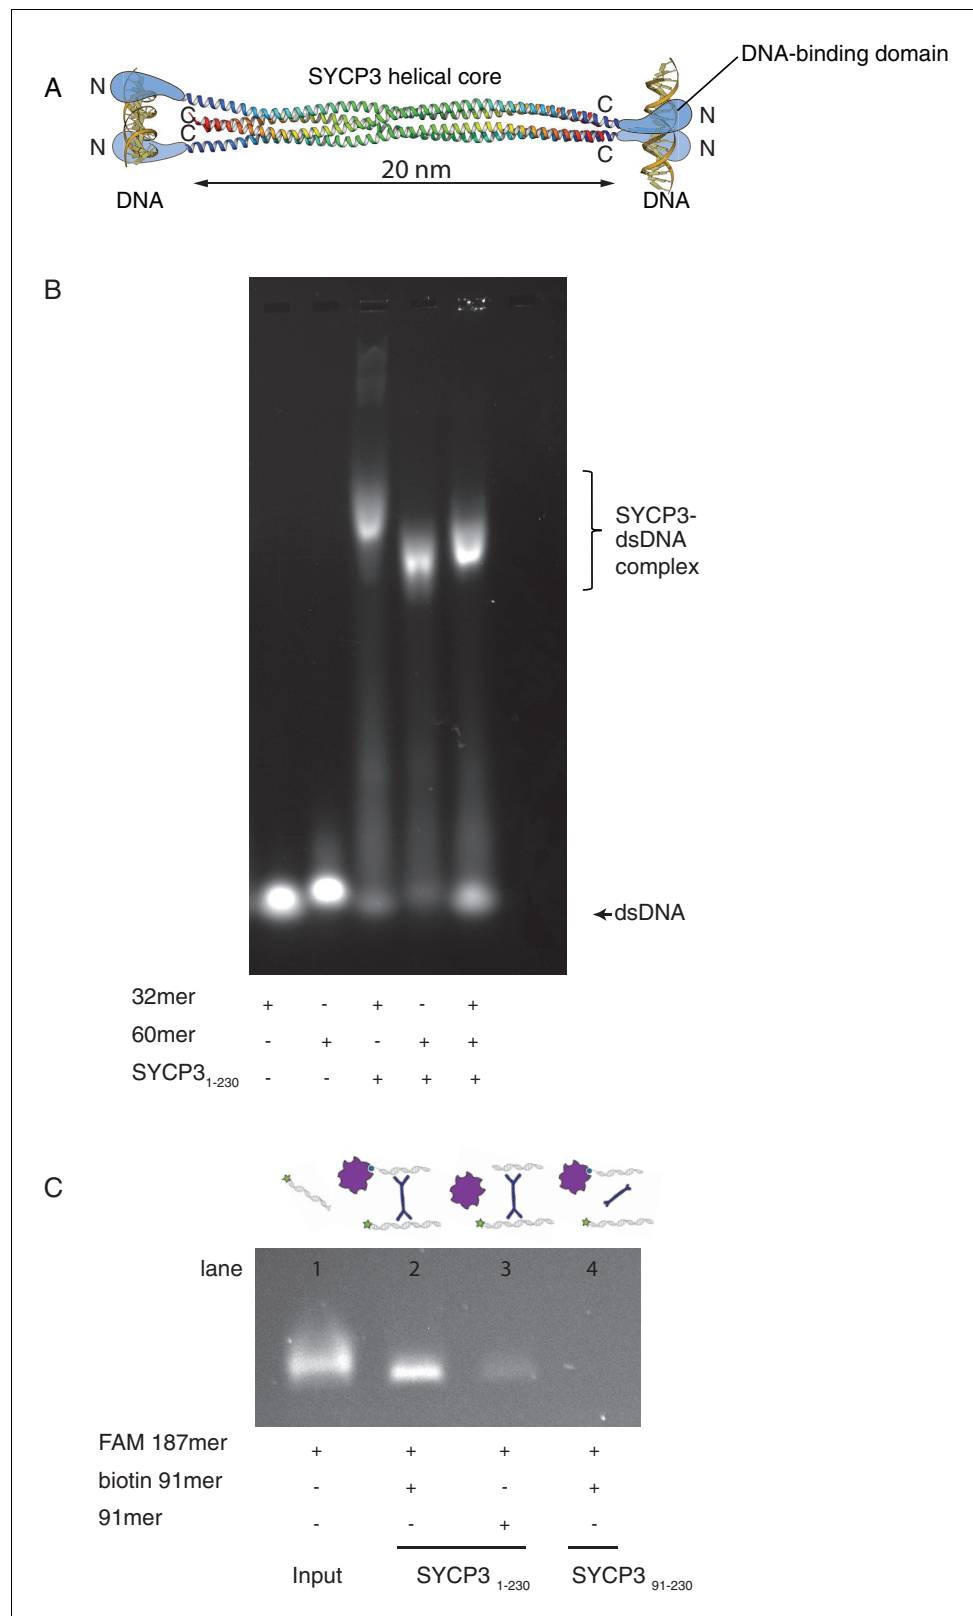 A
SYCP3 helical core
DNA-binding domain
N
C
C
N
C
C
N
N
20 nm
DNA
DNA
B
SYCP3-
dsDNA
complex
dsDNA
32mer + - + - +
60mer - + - + +
SYCP3 1-230 - - + + +
C
lane 1 2 3 4
FAM 187mer + + + +
biotin 91mer - + - +
91mer - - + -
Input SYCP3 1-230 SYCP3 91-230